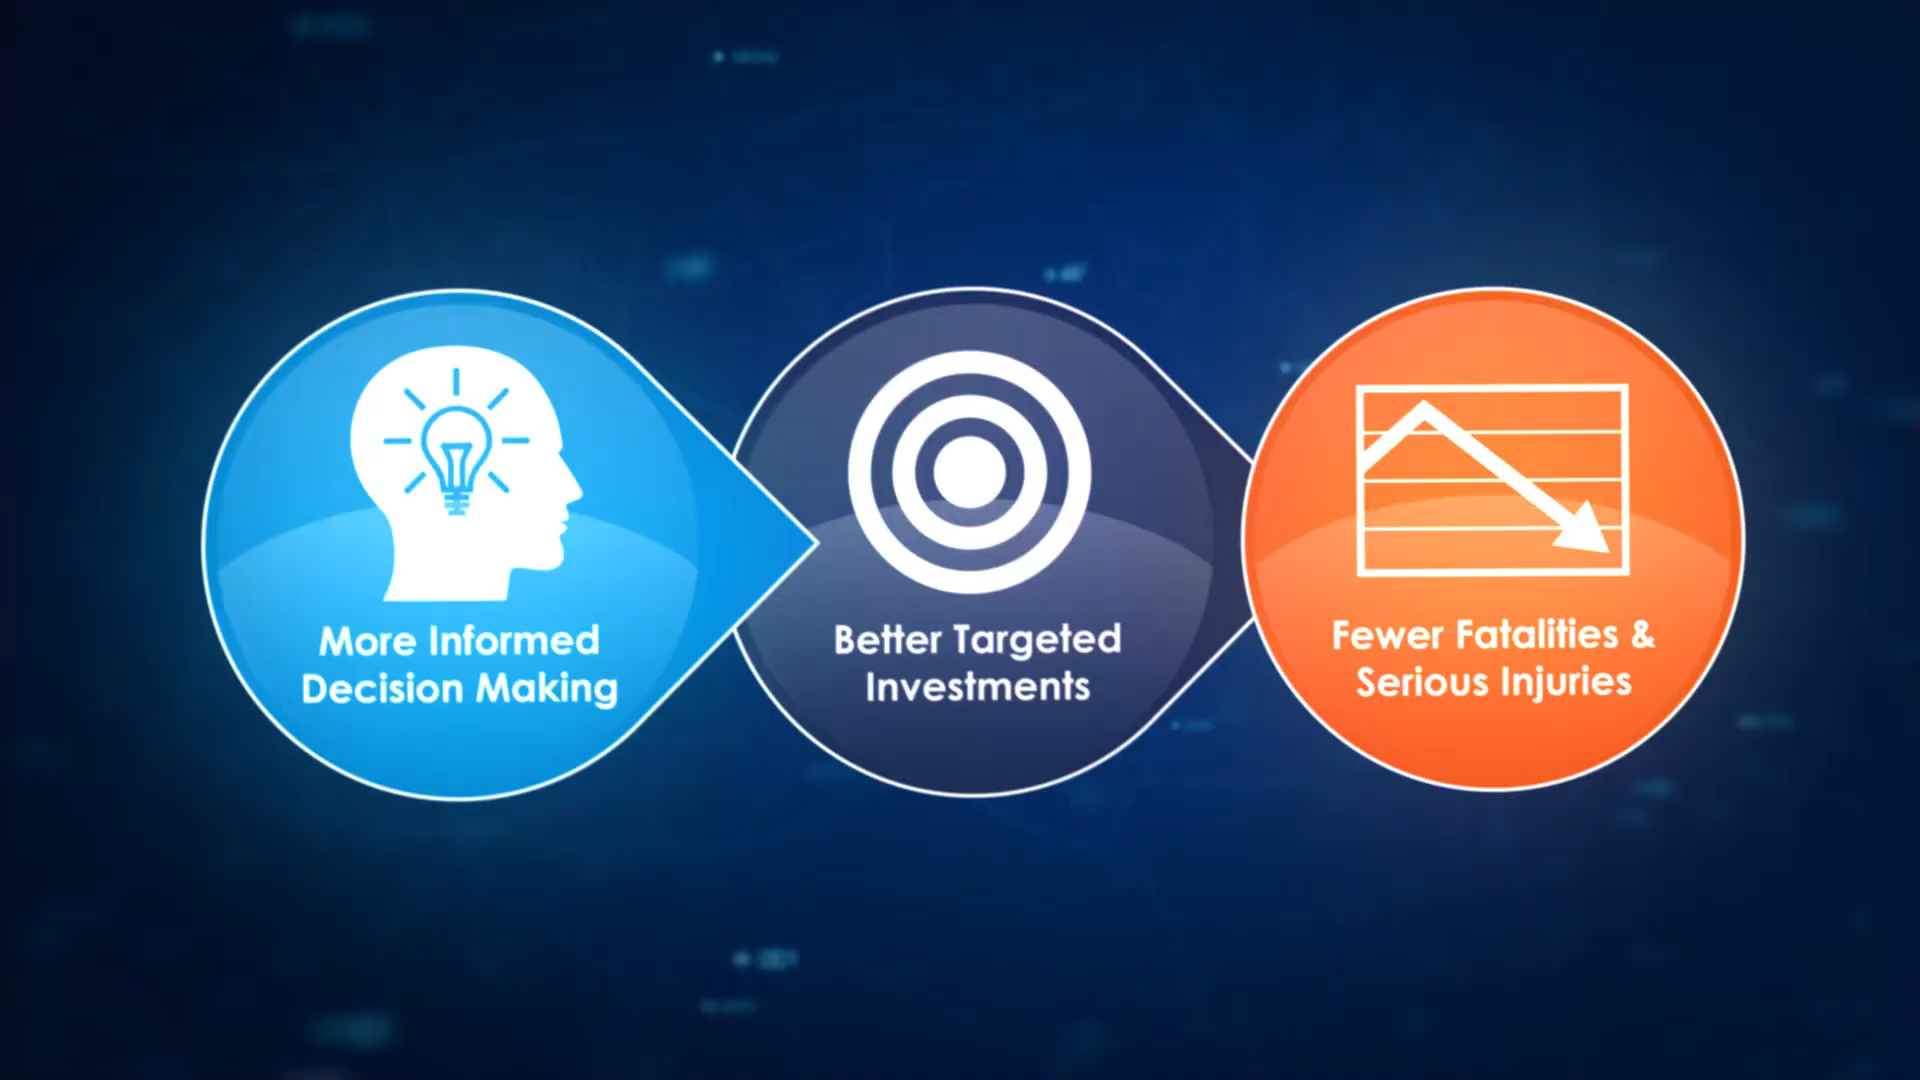 More Informed
Decision Making
Better Targeted
Investments
Fewer Fatalities &
Serious Injuries